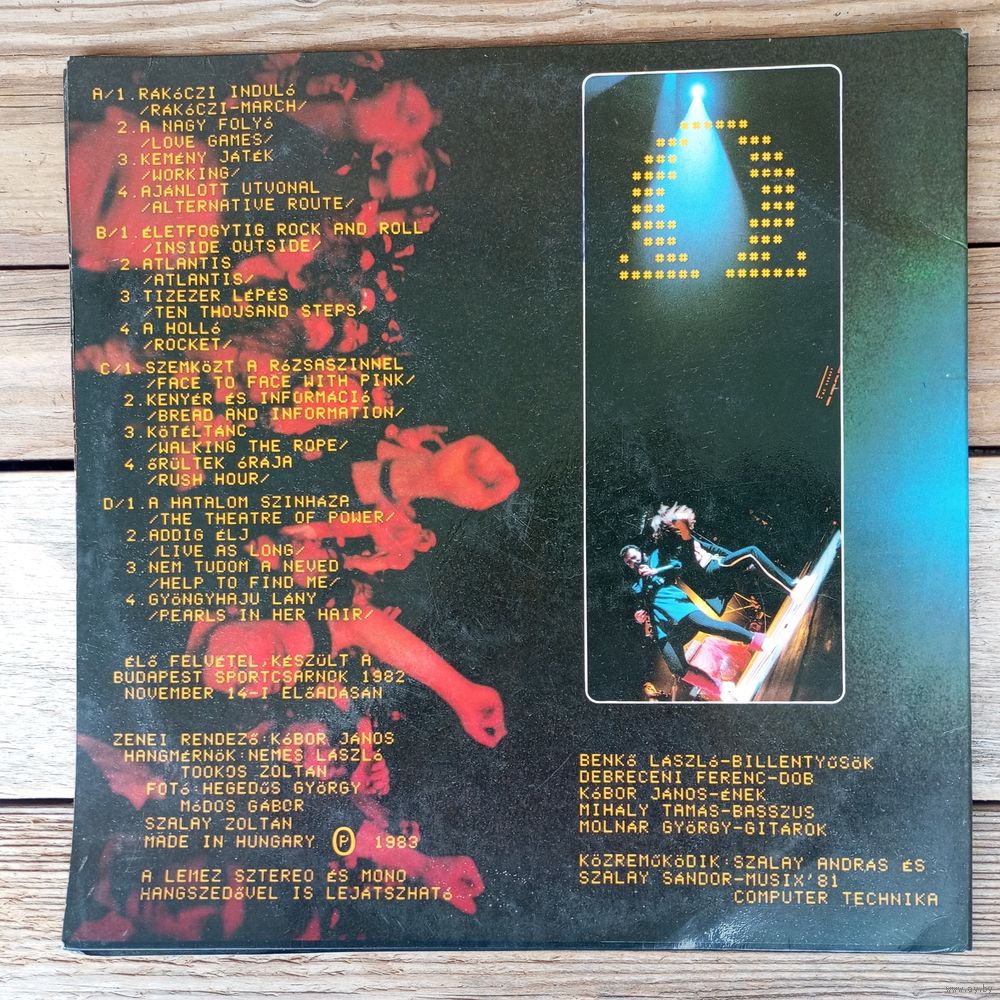 A/1. RÁKÓCZI INDULÓ
/RÁKÓCZI-MARCH/
2. A NAGY FOLYÓ
/LOVE GAMES/
3. KEMÉNY JÁTÉK
/WORKING/
4. AJÁNLOTT UTVONAL
/ALTERNATIVE ROUTE/
B/1. ÉLETFOGYTIG ROCK AND ROLL
/INSIDE OUTSIDE/
2. ATLANTIS
/ATLANTIS/
3. TIZEZER LÉPÉS
/TEN THOUSAND STEPS/
4. A HOLLÓ
/ROCKET/
C/1. SZEMKÖZT A RÓZSASZINNEL
/FACE TO FACE WITH PINK/
2. KENYÉR ÉS INFORMÁCIÓ
/BREAD AND INFORMATION/
3. KÖTÉLTÁNC
/WALKING THE ROPE/
4. ŐRÜLTEK ÓRÁJA
/RUSH HOUR/
D/1. A HATALOM SZINHÁZA
/THE THEATRE OF POWER/
2. ADDIG ÉLJ
/LIVE AS LONG/
3. NEM TUDOM A NEVED
/HELP TO FIND ME/
4. GYÖNGYHAJU LÁNY
/PEARLS IN HER HAIR/
ÉLŐ FELVÉTEL, KÉSZÜLT A
BUDAPEST SPORTCSARNOK 1982
NOVEMBER 14-I ELŐADÁSÁN
ZENEI RENDEZŐ: KÓBOR JÁNOS
HANGMÉRNÖK: NEMES LÁSZLÓ
TOOKOS ZOLTÁN
FOTÓ: HEGEDŰS GYÖRGY
MÓDOS GÁBOR
SZALAY ZOLTÁN
MADE IN HUNGARY ℗ 1983
A LEMEZ SZTEREO ÉS MONO
HANGSZEDŐVEL IS LEJÁTSZHATÓ
BENKŐ LÁSZLÓ-BILLENTYŰSÖK
DEBRECENI FERENC-DOB
KÓBOR JÁNOS-ÉNEK
MIHÁLY TAMÁS-BASSZUS
MOLNÁR GYÖRGY-GITÁROK
KÖZREMŰKÖDIK: SZALAY ANDRÁS ÉS
SZALAY SÁNDOR-MUSIX'81
COMPUTER TECHNIKA
www.ay.by